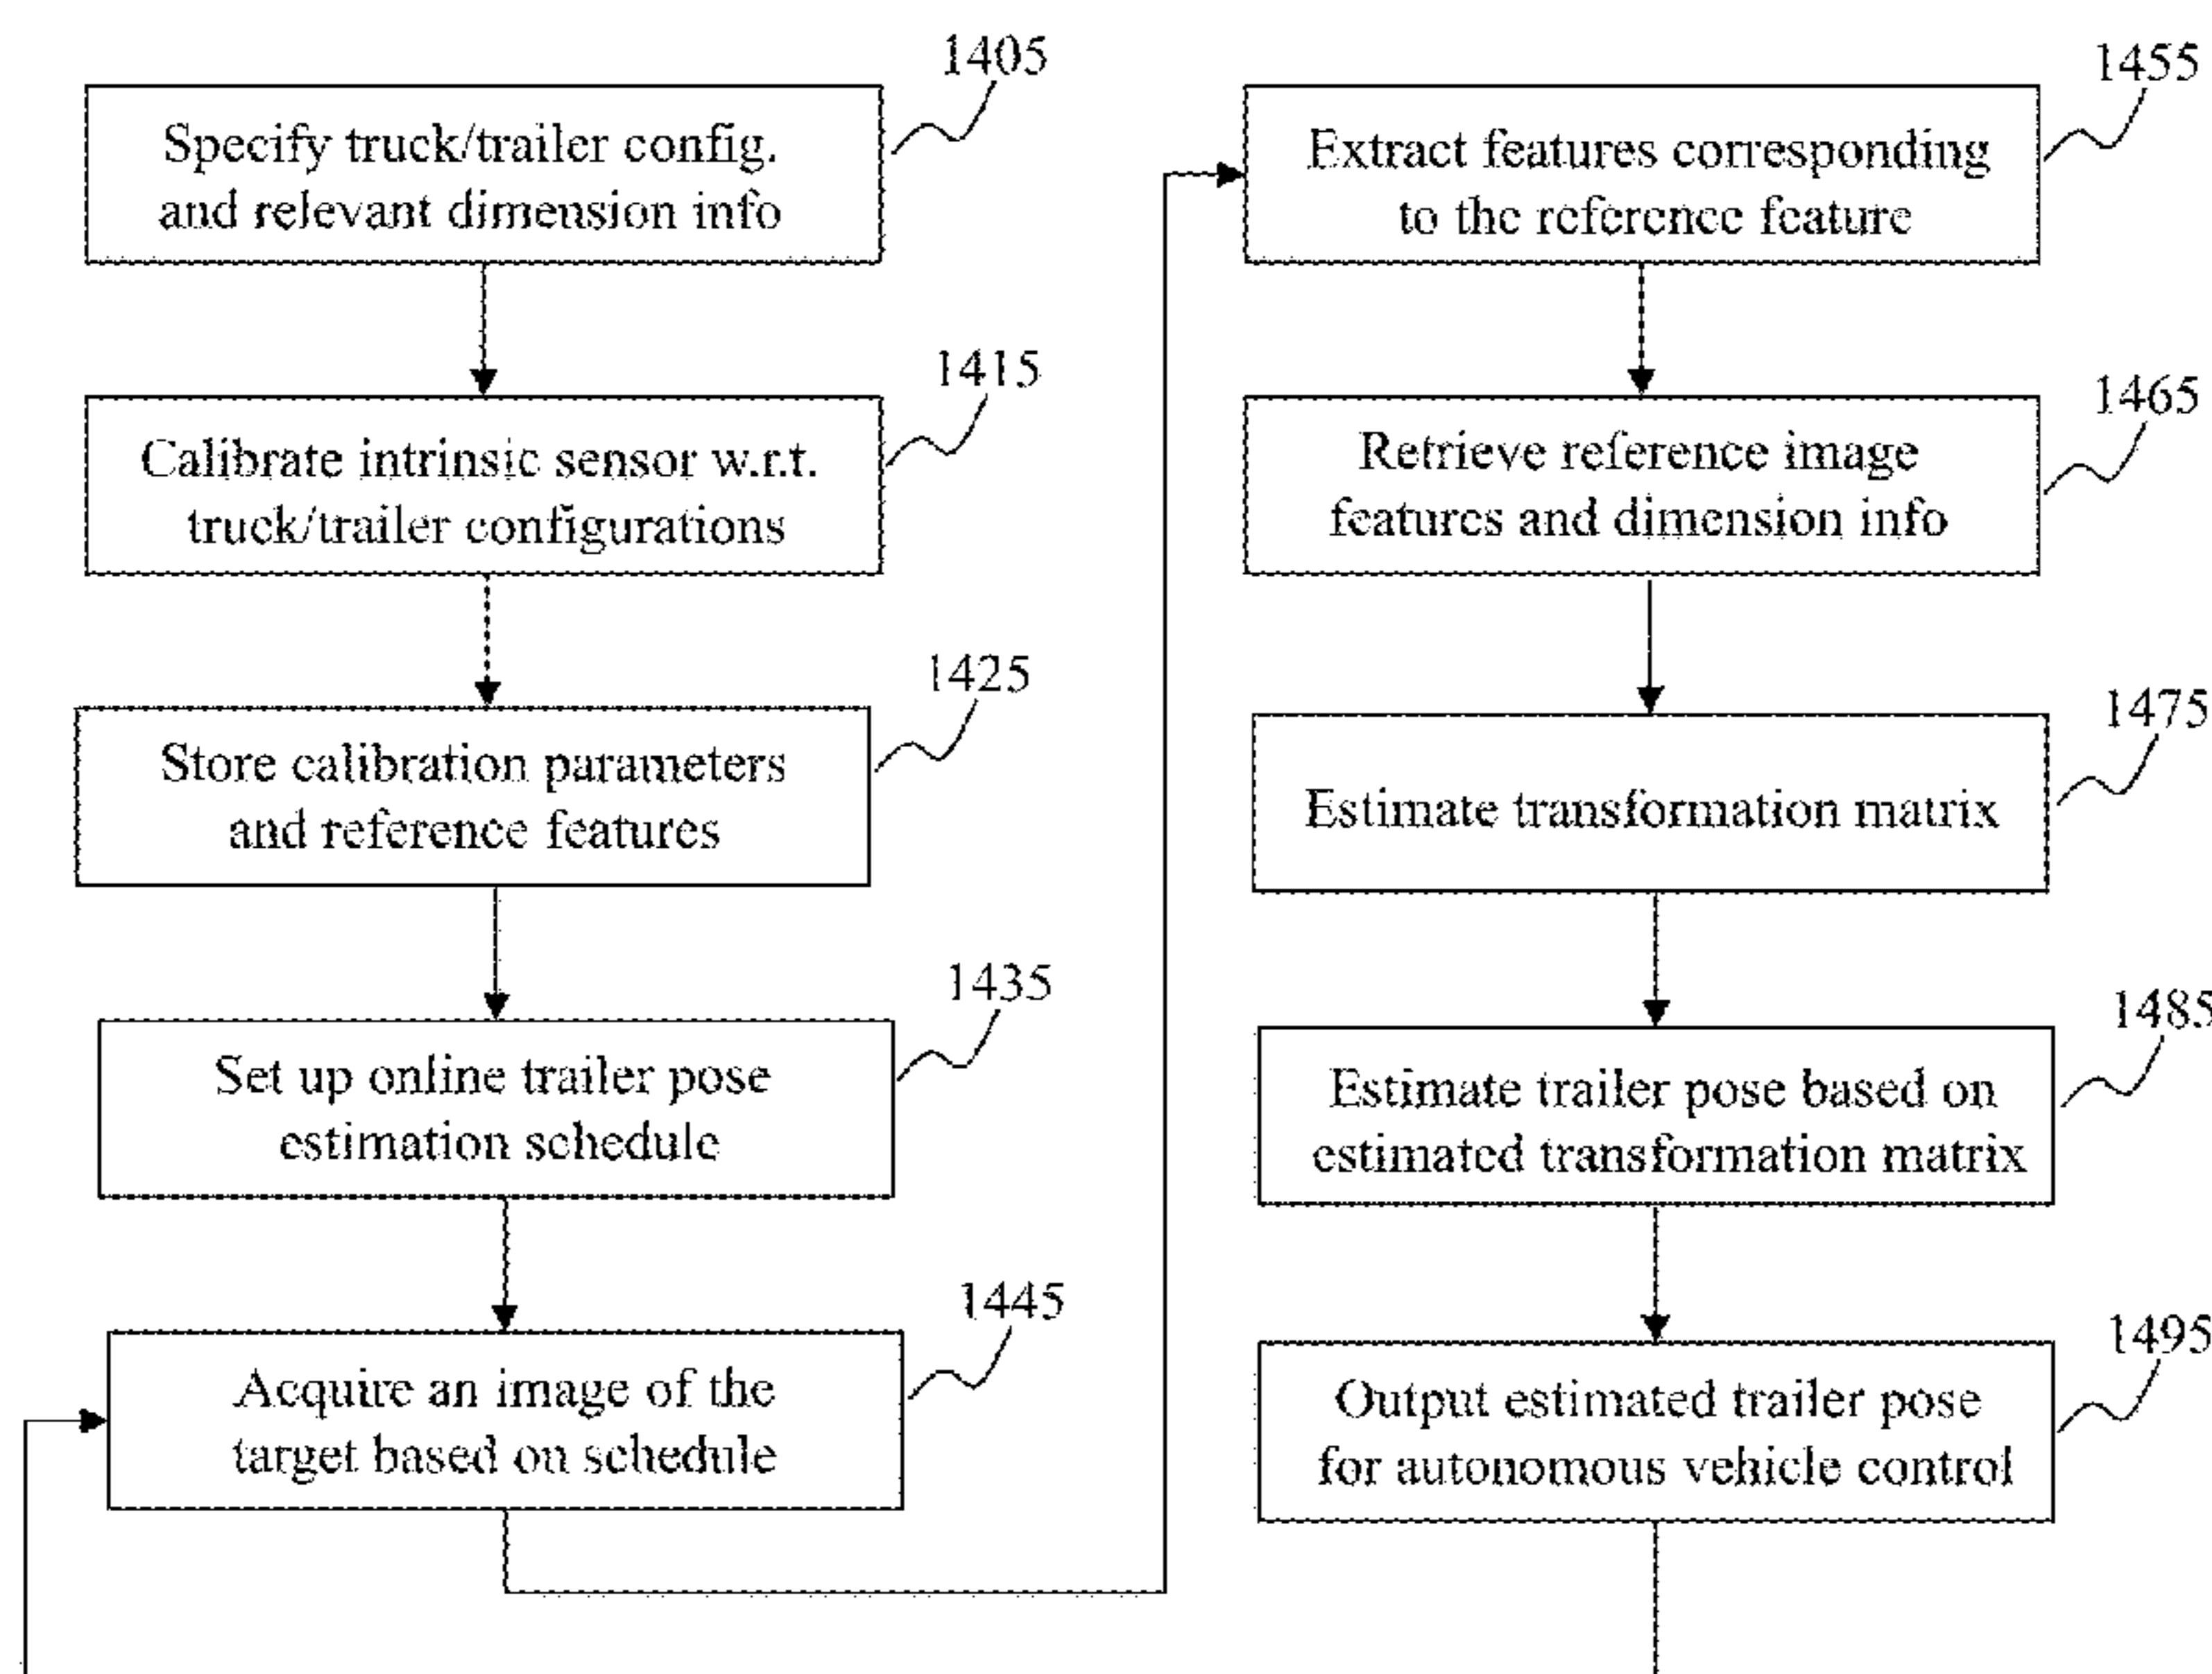 1405
Specify truck/trailer config.
and relevant dimension info
1415
Calibrate intrinsic sensor w.r.t.
truck/trailer configurations
1425
Store calibration parameters
and reference features
1435
Set up online trailer pose
estimation schedule
1445
Acquire an image of the
target based on schedule
1455
Extract features corresponding
to the reference feature
1465
Retrieve reference image
features and dimension info
1475
Estimate transformation matrix
1485
Estimate trailer pose based on
estimated transformation matrix
1495
Output estimated trailer pose
for autonomous vehicle control